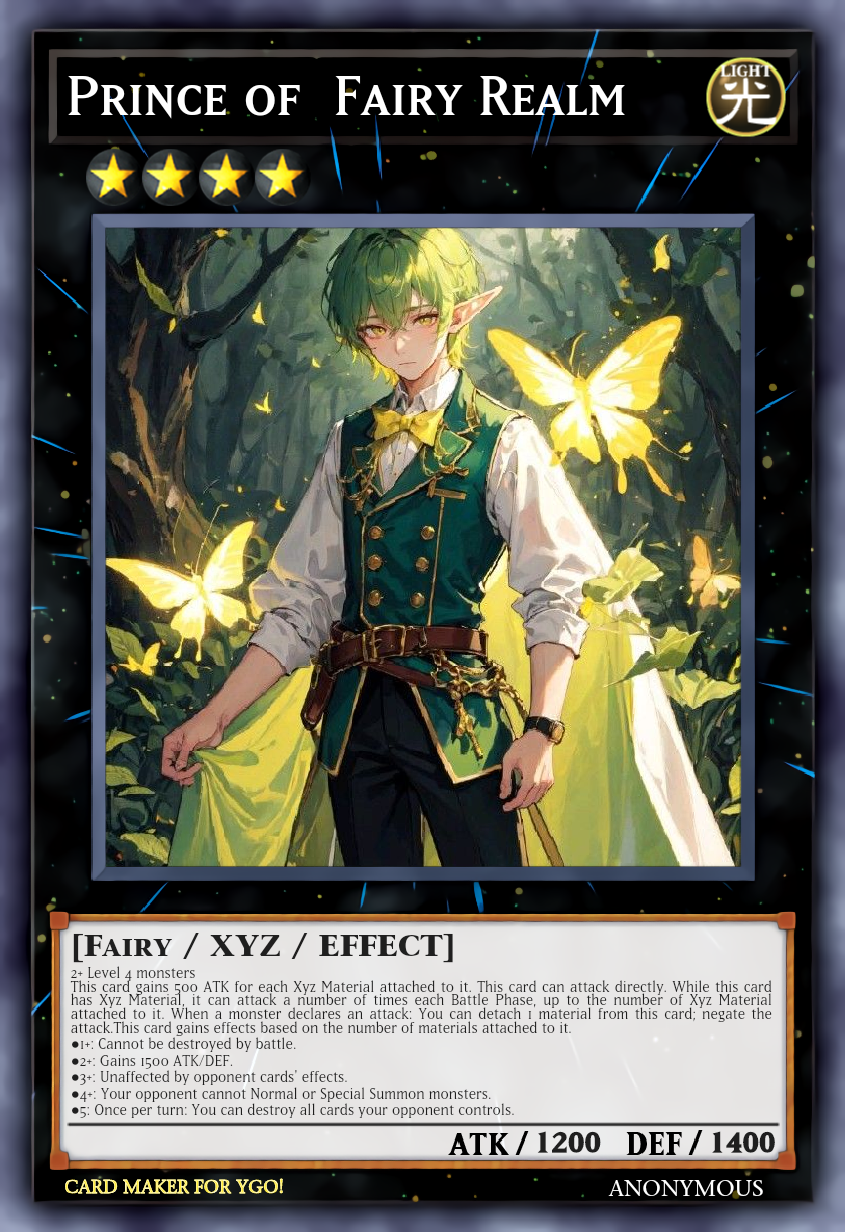 Prince of Fairy Realm
LIGHT
光
[Fairy / XYZ / EFFECT]
2+ Level 4 monsters
This card gains 500 ATK for each Xyz Material attached to it. This card can attack directly. While this card
has Xyz Material, it can attack a number of times each Battle Phase, up to the number of Xyz Material
attached to it. When a monster declares an attack: You can detach 1 material from this card; negate the
attack.This card gains effects based on the number of materials attached to it.
●1+: Cannot be destroyed by battle.
●2+: Gains 1500 ATK/DEF.
●3+: Unaffected by opponent cards' effects.
●4+: Your opponent cannot Normal or Special Summon monsters.
●5: Once per turn: You can destroy all cards your opponent controls.
ATK / 1200 DEF / 1400
CARD MAKER FOR YGO! ANONYMOUS